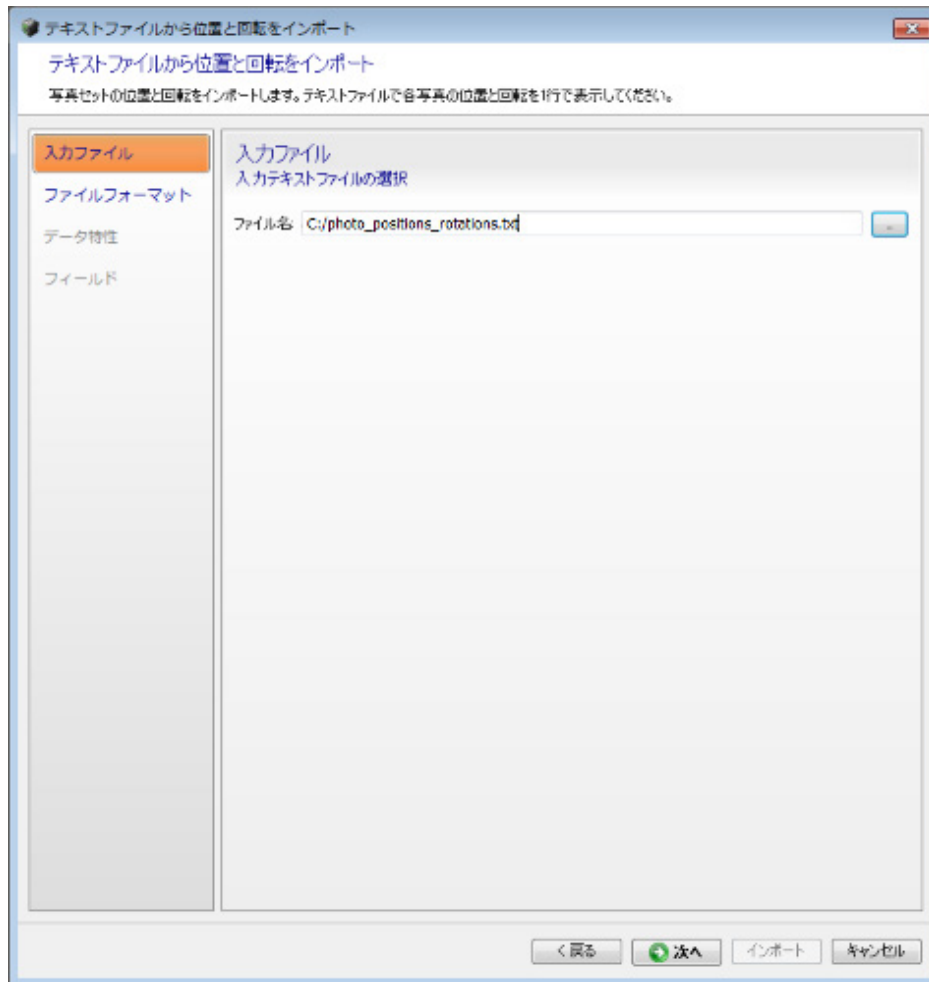 テキストファイルから位置と回転をインポート
テキストファイルから位置と回転をインポート
写真セットの位置と回転をインポートします。テキストファイルで各写真の位置と回転を1行で表示してください。
入力ファイル
ファイルフォーマット
データ特性
フィールド
入力ファイル
入力テキストファイルの選択
ファイル名: C:/photo_positions_rotations.txt
< 戻る 次へ インポート キャンセル